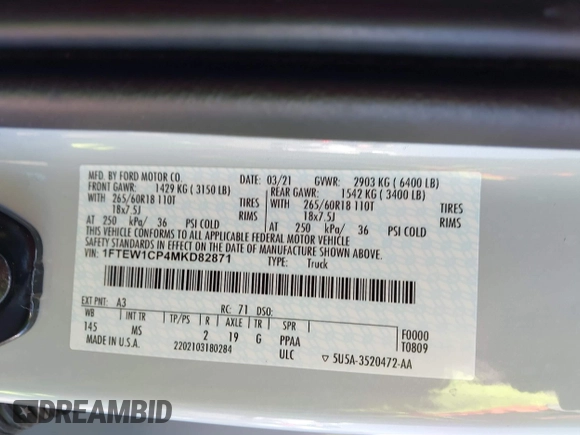 MFD. BY FORD MOTOR CO. DATE: 03/21 GVWR: 2903 KG ( 6400 LB)
FRONT GAWR: 1429 KG ( 3150 LB) REAR GAWR: 1542 KG ( 3400 LB)
WITH 265/60R18 110T TIRES WITH 265/60R18 110T TIRES
18x7.5J RIMS 18x7.5J RIMS
AT 250 kPa/ 36 PSI COLD AT 250 kPa/ 36 PSI COLD
THIS VEHICLE CONFORMS TO ALL APPLICABLE FEDERAL MOTOR VEHICLE
SAFETY STANDARDS IN EFFECT ON THE DATE OF MANUFACTURE SHOWN ABOVE.
VIN: 1FTEW1CP4MKD82871 TYPE: Truck
EXT PNT: A3 RC: 71 DSO:
WB INT TR TP/PS R AXLE TR SPR F0000
145 MS 2 19 G PPAA T0809
MADE IN U.S.A. 2202103180284 ULC 5U5A-3520472-AA
DREAMBID